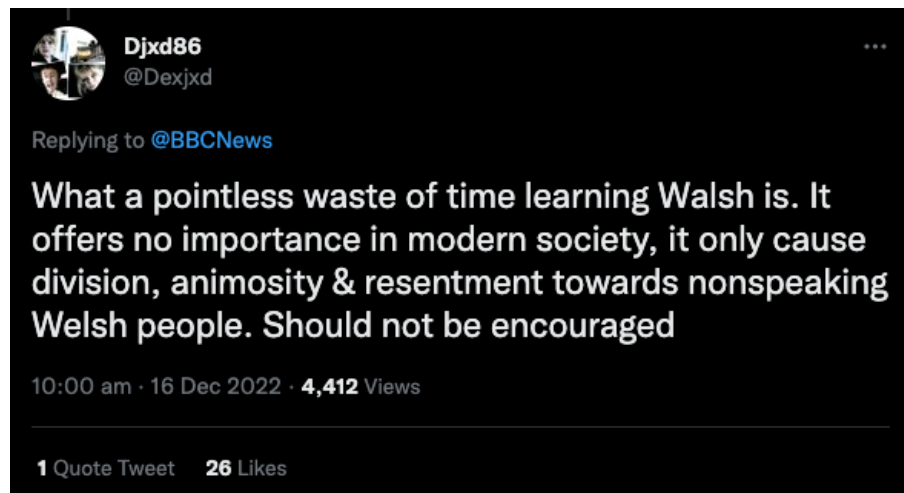 Djxd86
@Dexjxd
Replying to @BBCNews
What a pointless waste of time learning Walsh is. It
offers no importance in modern society, it only cause
division, animosity & resentment towards nonspeaking
Welsh people. Should not be encouraged
10:00 am · 16 Dec 2022 · 4,412 Views
1 Quote Tweet 26 Likes